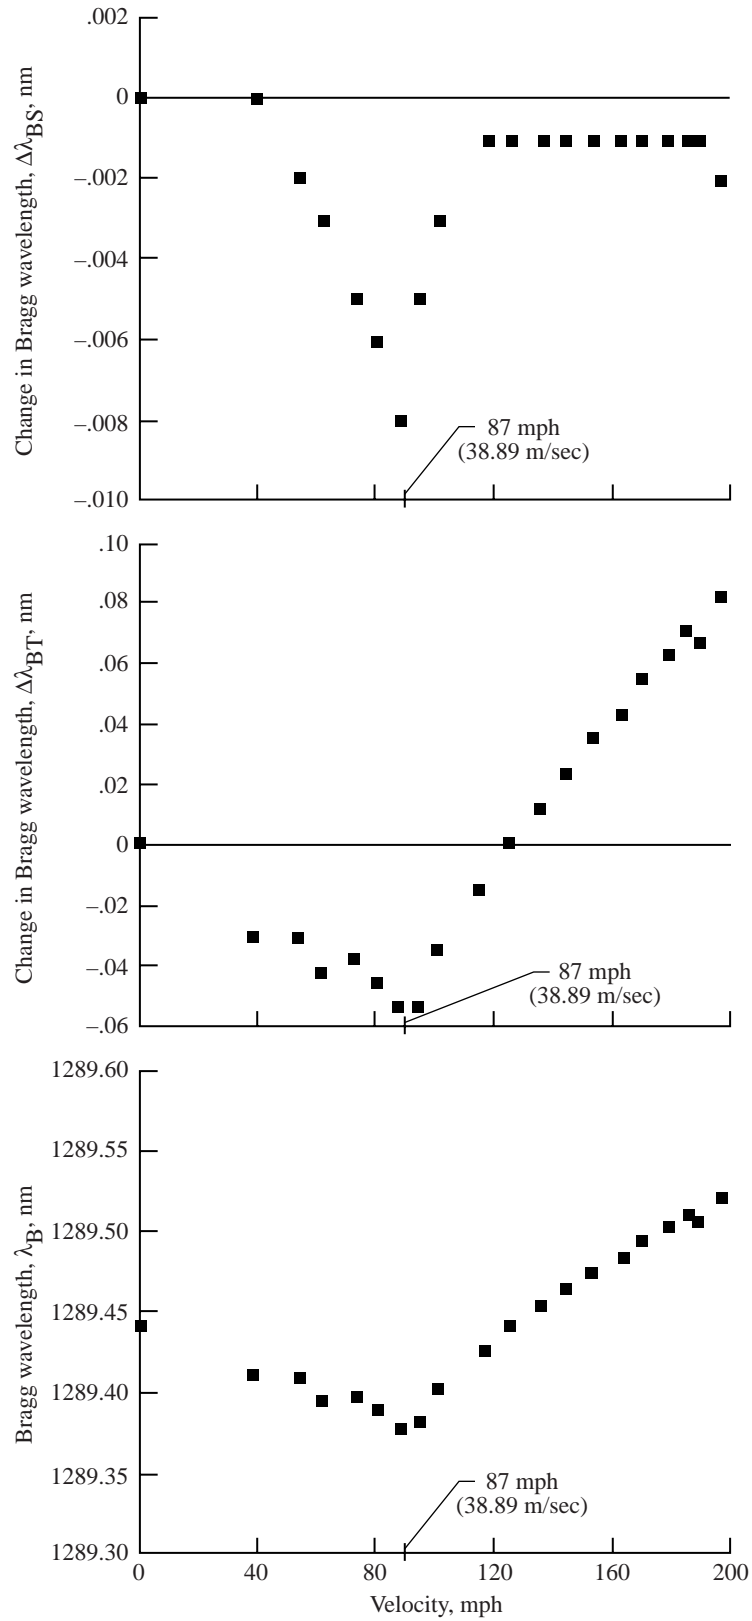 .002
0
–.002
–.004
–.006
–.008
–.010
Change in Bragg wavelength, ΔλBS, nm
87 mph
(38.89 m/sec)
.10
.08
.06
.04
.02
0
–.02
–.04
–.06
Change in Bragg wavelength, ΔλBT, nm
87 mph
(38.89 m/sec)
1289.60
1289.55
1289.50
1289.45
1289.40
1289.35
1289.30
Bragg wavelength, λB, nm
87 mph
(38.89 m/sec)
0 40 80 120 160 200
Velocity, mph